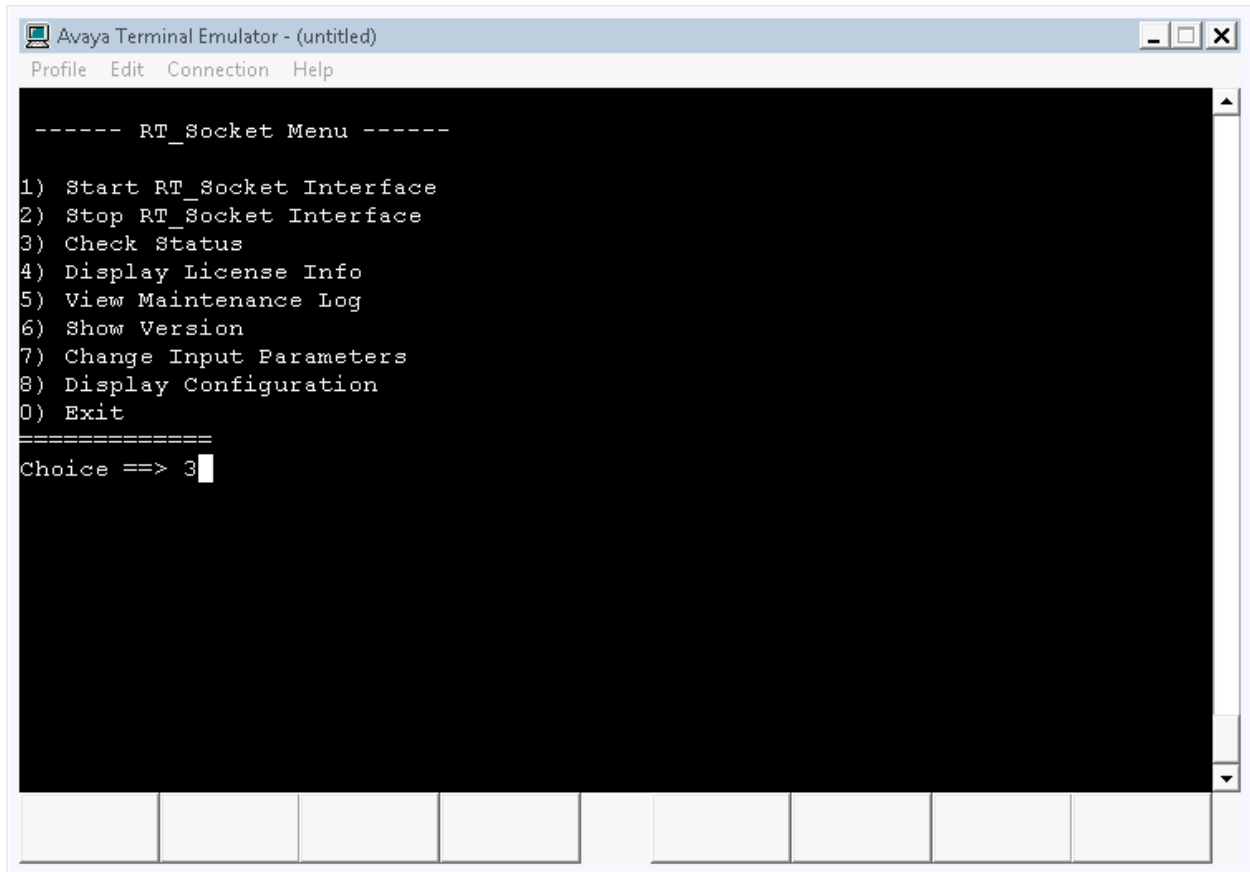 Avaya Terminal Emulator - (untitled)
Profile Edit Connection Help
------ RT_Socket Menu ------
1) Start RT_Socket Interface
2) Stop RT_Socket Interface
3) Check Status
4) Display License Info
5) View Maintenance Log
6) Show Version
7) Change Input Parameters
8) Display Configuration
0) Exit
=============
Choice ==> 3